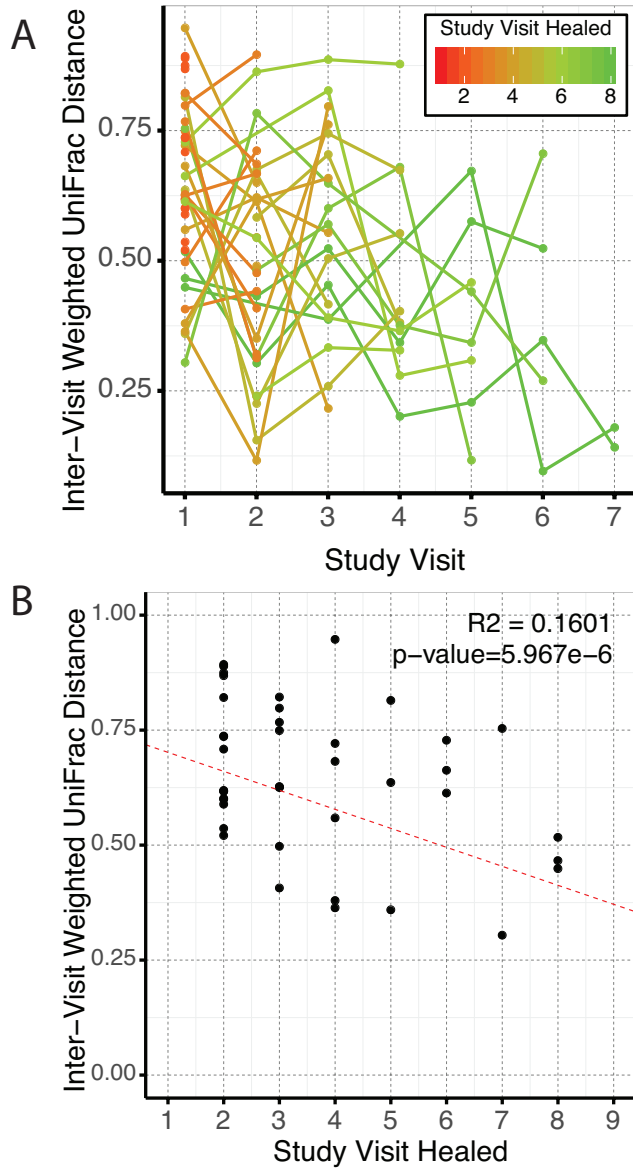 A
Study Visit Healed
2 4 6 8
Inter−Visit Weighted UniFrac Distance
0.75
0.50
0.25
1 2 3 4 5 6 7
Study Visit
B
R2 = 0.1601
p−value=5.967e−6
Inter−Visit Weighted UniFrac Distance
1.00
0.75
0.50
0.25
0.00
1 2 3 4 5 6 7 8 9
Study Visit Healed